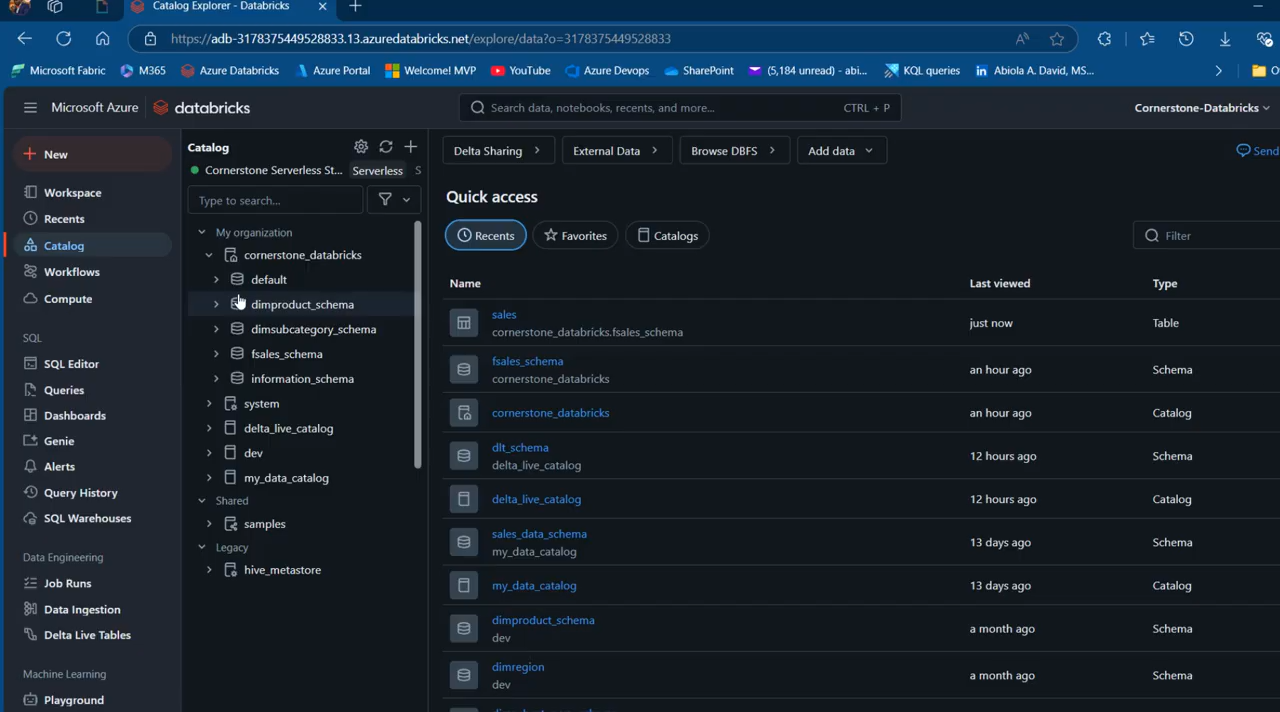 Catalog Explorer - Databricks
https://adb-3178375449528833.13.azuredatabricks.net/explore/data?o=3178375449528833
Microsoft Fabric
M365
Azure Databricks
Azure Portal
Welcome! MVP
YouTube
Azure Devops
SharePoint
(5,184 unread) - abi...
KQL queries
Abiola A. David, MS...
Microsoft Azure
databricks
Search data, notebooks, recents, and more...
CTRL + P
Cornerstone-Databricks
New
Workspace
Recents
Catalog
Workflows
Compute
SQL
SQL Editor
Queries
Dashboards
Genie
Alerts
Query History
SQL Warehouses
Data Engineering
Job Runs
Data Ingestion
Delta Live Tables
Machine Learning
Playground
Catalog
Cornerstone Serverless St...
Serverless
S
Type to search...
My organization
cornerstone_databricks
default
dimproduct_schema
dimsubcategory_schema
fsales_schema
information_schema
system
delta_live_catalog
dev
my_data_catalog
Shared
samples
Legacy
hive_metastore
Delta Sharing
External Data
Browse DBFS
Add data
Send
Quick access
Recents
Favorites
Catalogs
Filter
Name Last viewed Type
sales
cornerstone_databricks.fsales_schema
just now
Table
fsales_schema
cornerstone_databricks
an hour ago
Schema
cornerstone_databricks
an hour ago
Catalog
dlt_schema
delta_live_catalog
12 hours ago
Schema
delta_live_catalog
12 hours ago
Catalog
sales_data_schema
my_data_catalog
13 days ago
Schema
my_data_catalog
13 days ago
Catalog
dimproduct_schema
dev
a month ago
Schema
dimregion
dev
a month ago
Schema